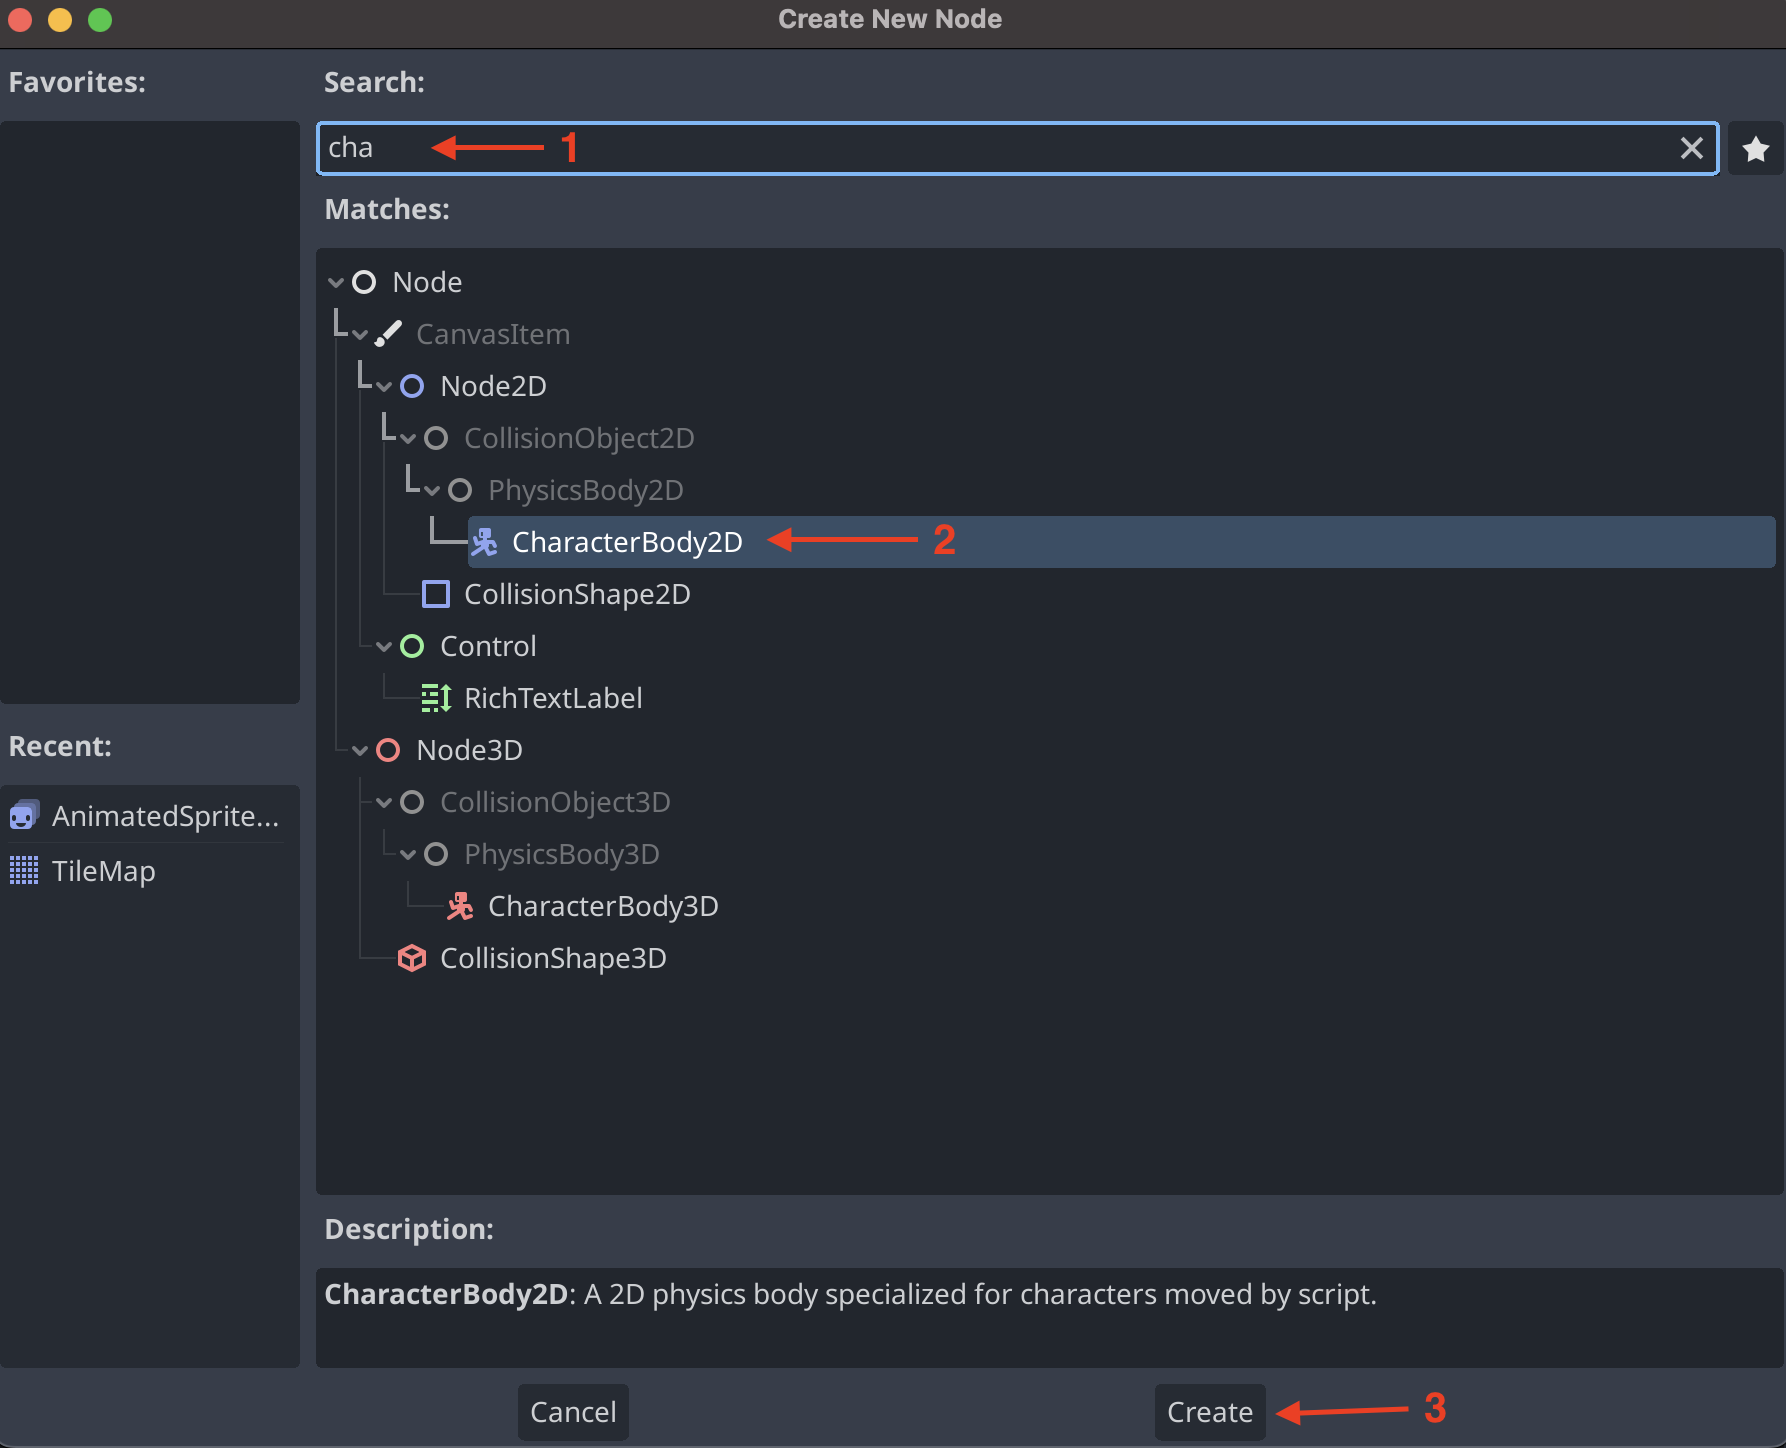 Create New Node
Favorites:
Search:
cha
1
Matches:
Node
CanvasItem
Node2D
CollisionObject2D
PhysicsBody2D
CharacterBody2D
2
CollisionShape2D
Control
RichTextLabel
Node3D
CollisionObject3D
PhysicsBody3D
CharacterBody3D
CollisionShape3D
Recent:
AnimatedSprite...
TileMap
Description:
CharacterBody2D: A 2D physics body specialized for characters moved by script.
Cancel
Create
3